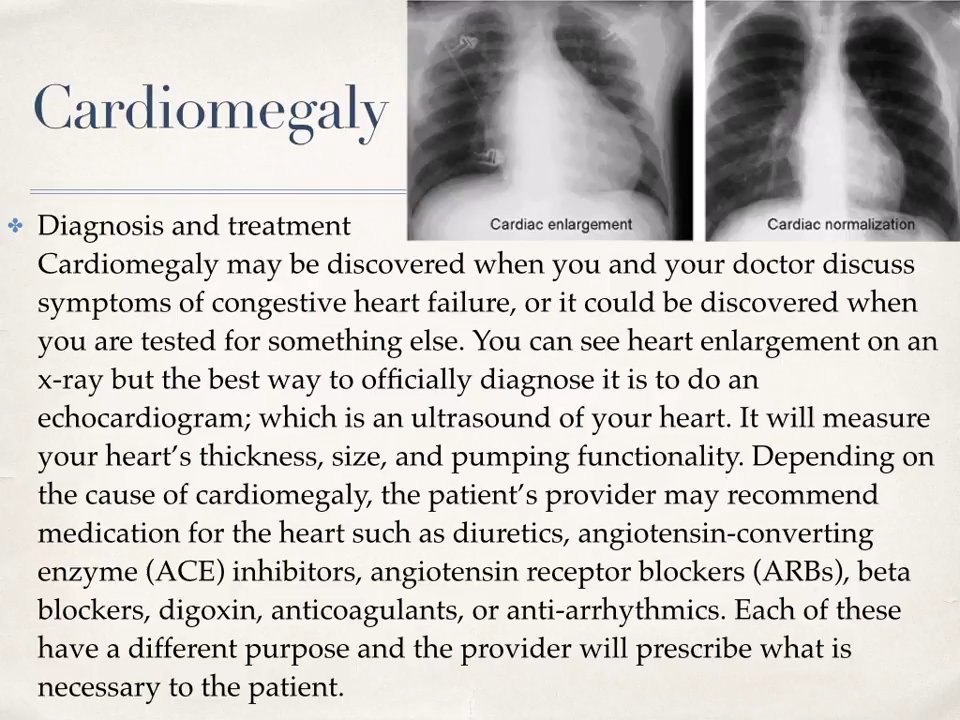 Cardiomegaly
Cardiac enlargement
Cardiac normalization
Diagnosis and treatment
Cardiomegaly may be discovered when you and your doctor discuss
symptoms of congestive heart failure, or it could be discovered when
you are tested for something else. You can see heart enlargement on an
x-ray but the best way to officially diagnose it is to do an
echocardiogram; which is an ultrasound of your heart. It will measure
your heart’s thickness, size, and pumping functionality. Depending on
the cause of cardiomegaly, the patient’s provider may recommend
medication for the heart such as diuretics, angiotensin-converting
enzyme (ACE) inhibitors, angiotensin receptor blockers (ARBs), beta
blockers, digoxin, anticoagulants, or anti-arrhythmics. Each of these
have a different purpose and the provider will prescribe what is
necessary to the patient.